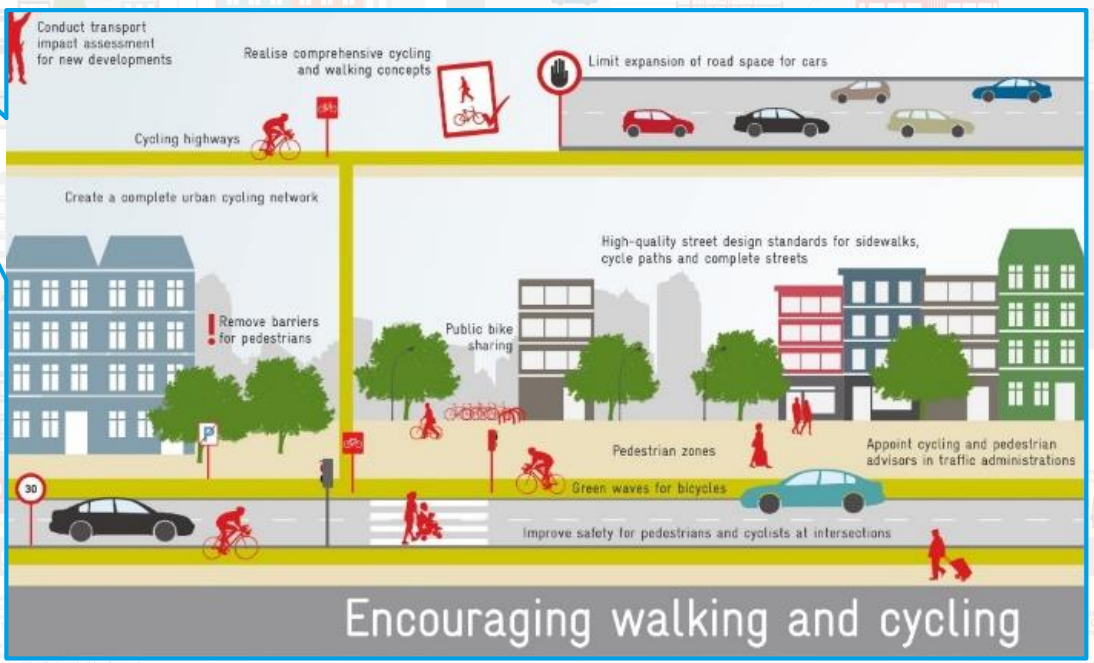 Conduct transport
impact assessment
for new developments
Realise comprehensive cycling
and walking concepts
Limit expansion of road space for cars
Cycling highways
Create a complete urban cycling network
High-quality street design standards for sidewalks,
cycle paths and complete streets
Remove barriers
for pedestrians
Public bike
sharing
P
Pedestrian zones
Appoint cycling and pedestrian
advisors in traffic administrations
30
Green waves for bicycles
Improve safety for pedestrians and cyclists at intersections
Encouraging walking and cycling